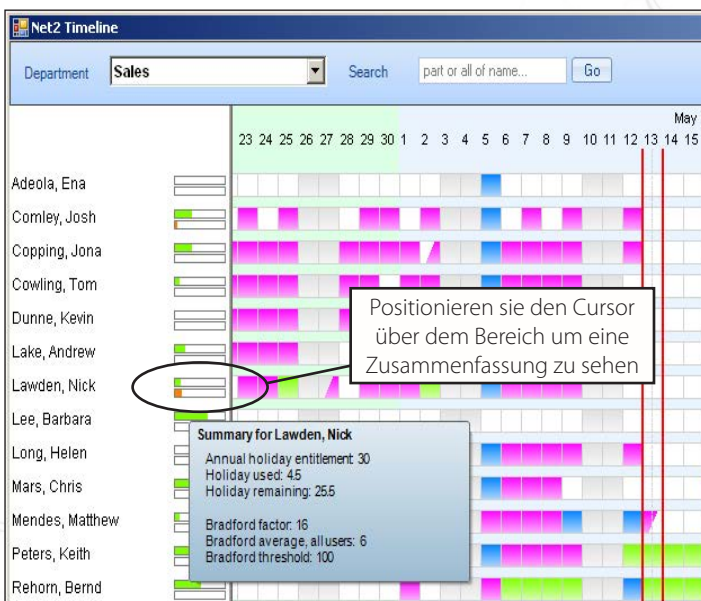 Net2 Timeline
Department Sales Search part or all of name... Go
May
23 24 25 26 27 28 29 30 1 2 3 4 5 6 7 8 9 10 11 12 13 14 15
Adeola, Ena
Comley, Josh
Copping, Jona
Cowling, Tom
Dunne, Kevin
Lake, Andrew
Lawden, Nick
Lee, Barbara
Long, Helen
Mars, Chris
Mendes, Matthew
Peters, Keith
Rehorn, Bernd
Positionieren sie den Cursor
über dem Bereich um eine
Zusammenfassung zu sehen
Summary for Lawden, Nick
Annual holiday entitlement: 30
Holiday used: 4.5
Holiday remaining: 25.5
Bradford factor: 16
Bradford average, all users: 6
Bradford threshold: 100